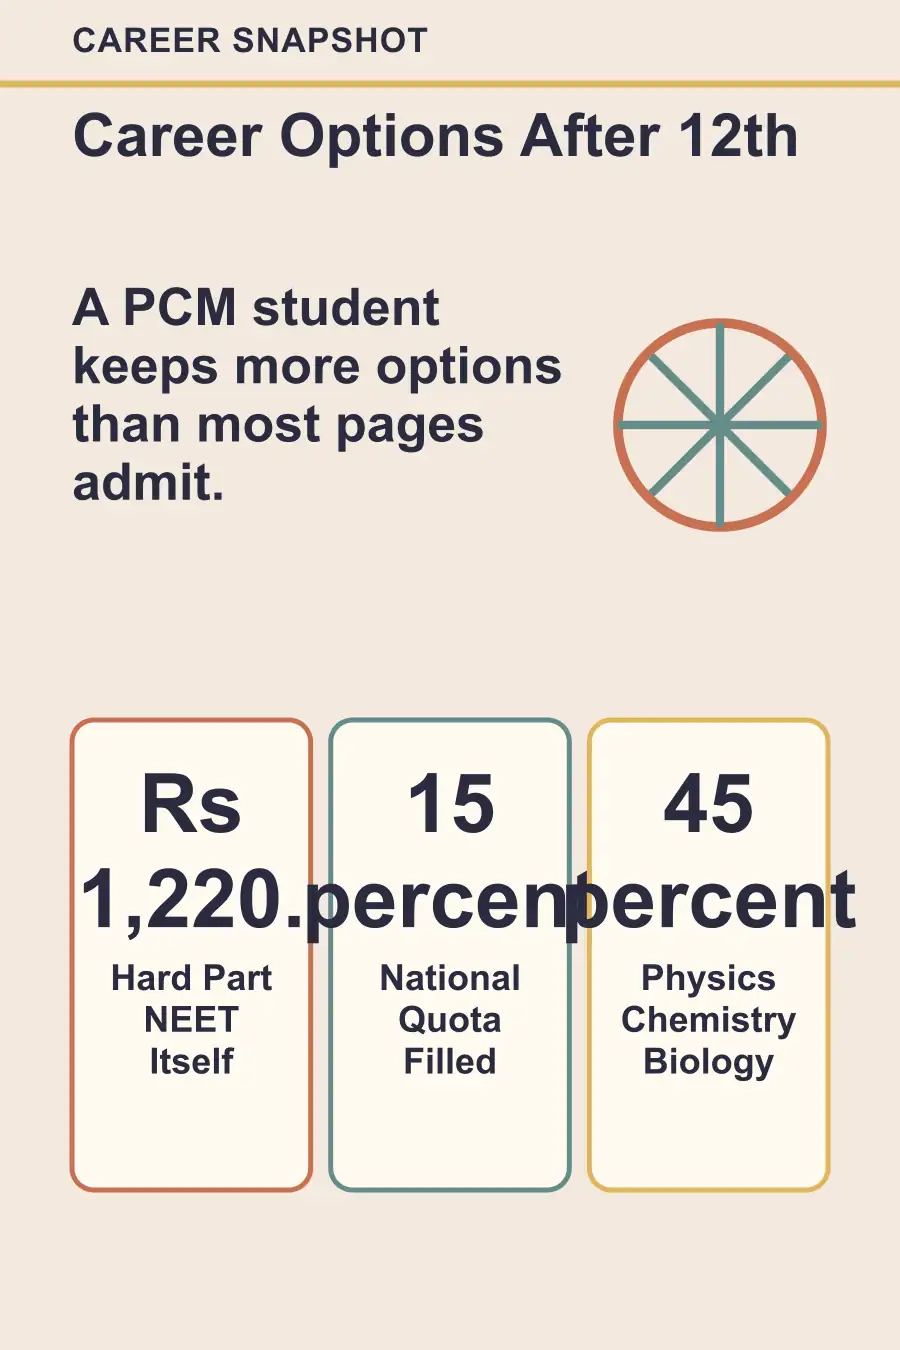 CAREER SNAPSHOT
Career Options After 12th
A PCM student
keeps more options
than most pages
admit.
Rs
1,220.
Hard Part
NEET
Itself
15
percent
National
Quota
Filled
45
percent
Physics
Chemistry
Biology